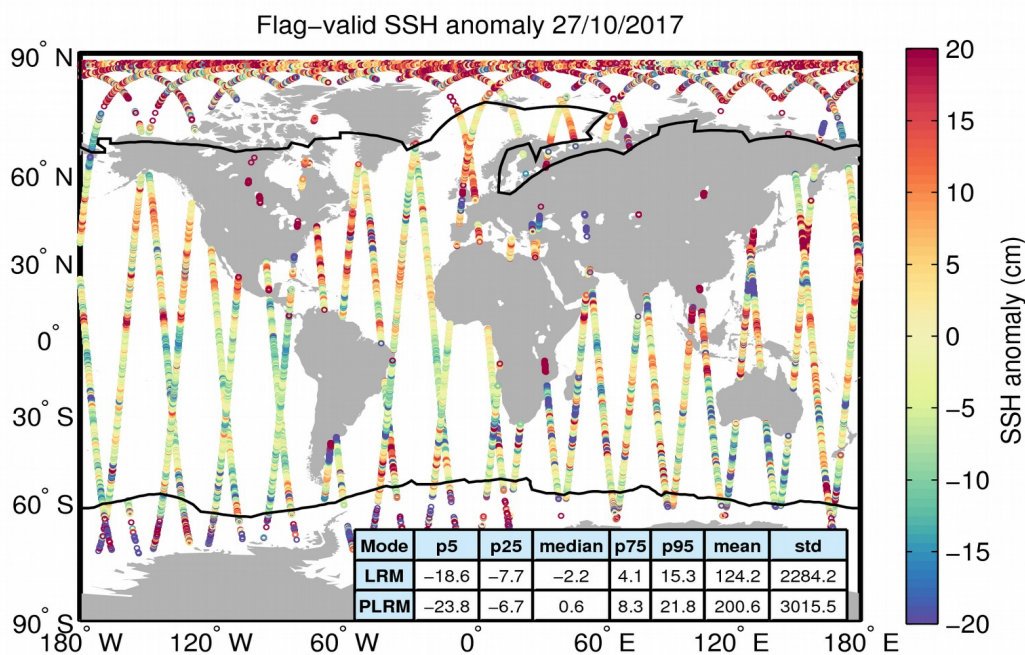 Flag−valid SSH anomaly 27/10/2017
90° N
60° N
30° N
0°
30° S
60° S
90° S
180° W
120° W
60° W
0°
60° E
120° E
180° E
20
15
10
5
0
−5
−10
−15
−20
SSH anomaly (cm)
Mode p5 p25 median p75 p95 mean std
LRM −18.6 −7.7 −2.2 4.1 15.3 124.2 2284.2
PLRM −23.8 −6.7 0.6 8.3 21.8 200.6 3015.5